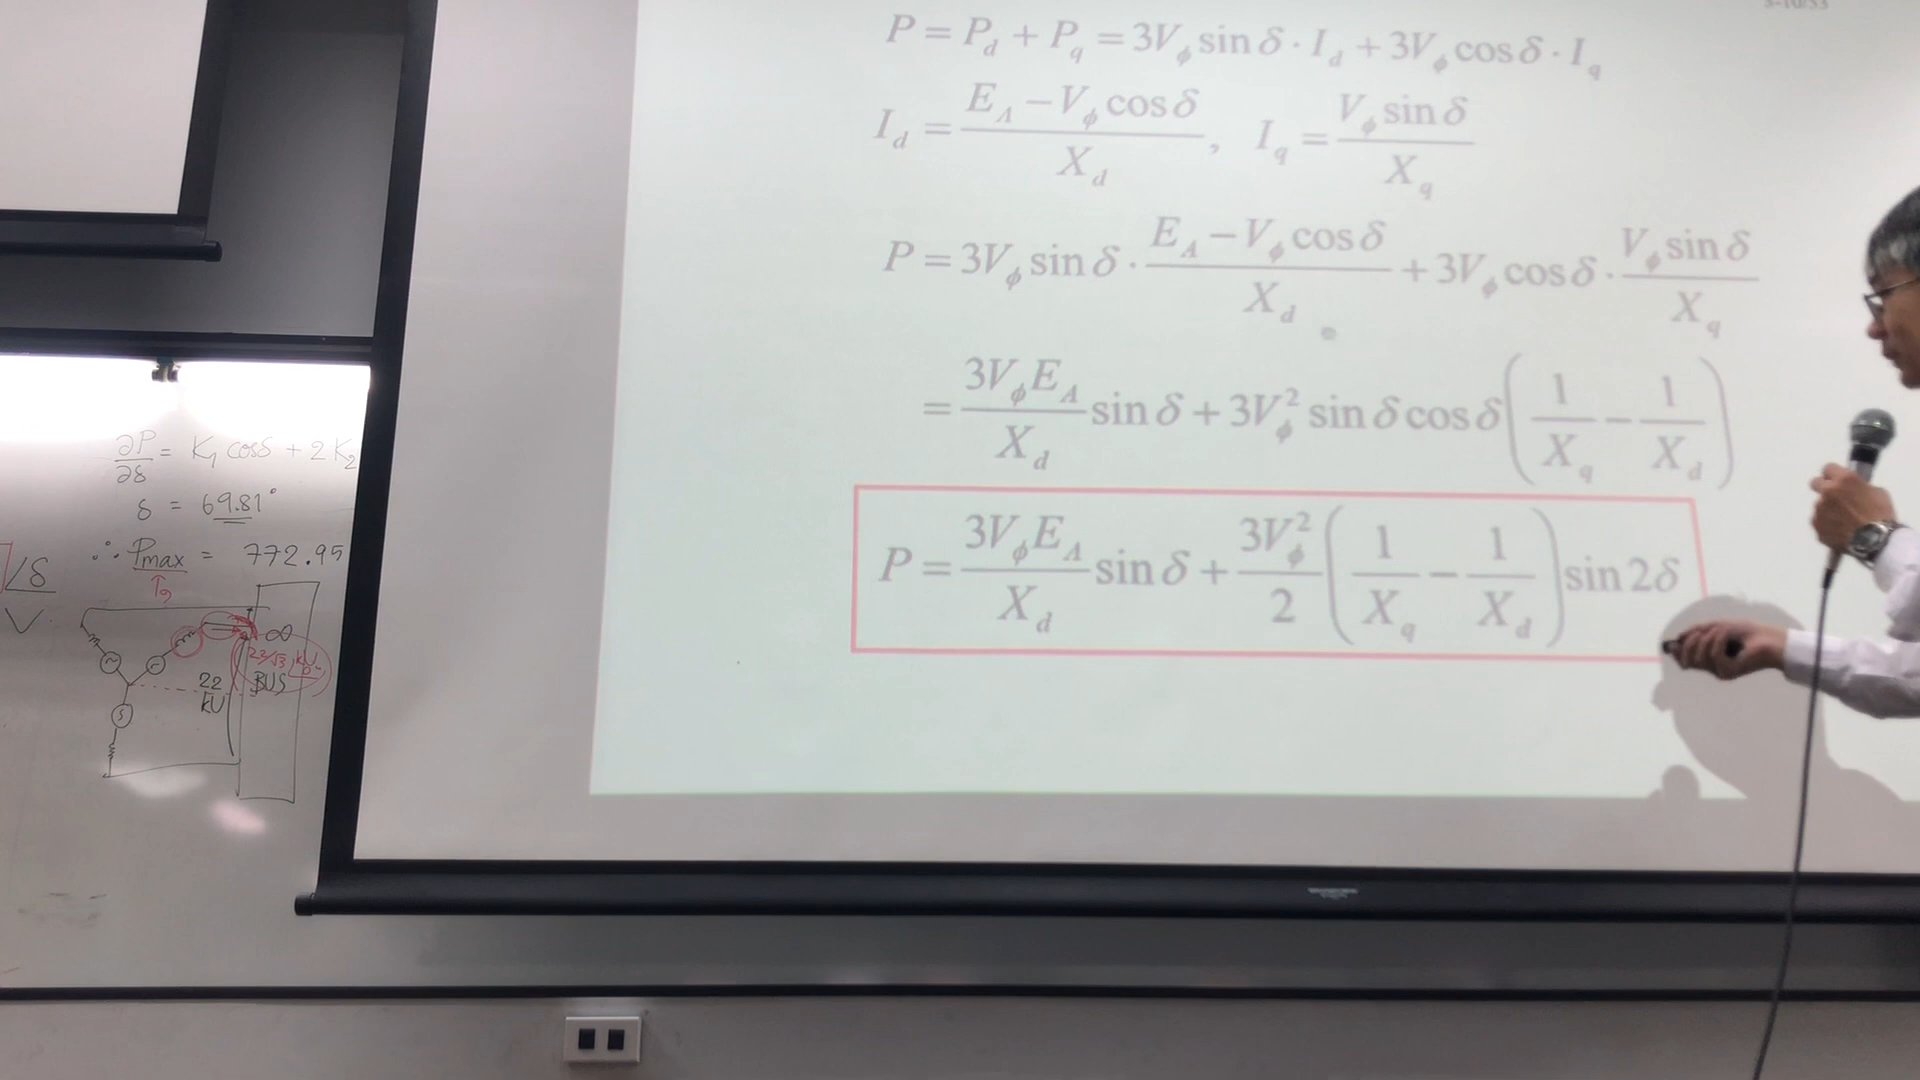 P = P_d + P_q = 3V_ϕ sin δ · I_d + 3V_ϕ cos δ · I_q
I_d = (E_A − V_ϕ cos δ) / X_d , I_q = V_ϕ sin δ / X_q
P = 3V_ϕ sin δ · (E_A − V_ϕ cos δ) / X_d + 3V_ϕ cos δ · V_ϕ sin δ / X_q
= (3V_ϕ E_A / X_d) sin δ + 3V_ϕ² sin δ cos δ (1/X_q − 1/X_d)
P = (3V_ϕ E_A / X_d) sin δ + (3V_ϕ² / 2) (1/X_q − 1/X_d) sin 2δ
∂P/∂δ = K₁ cosδ + 2 K₂
δ = 69.81°
∴ Pmax = 772.95
/δ
V
∞
BUS
22
kV